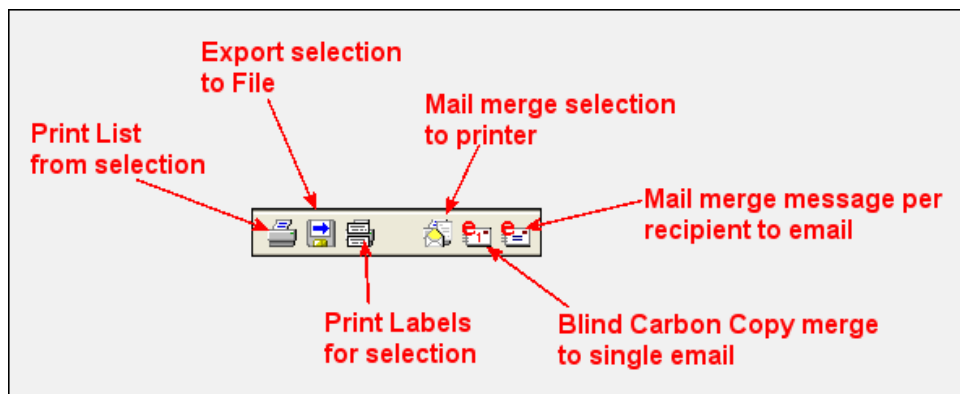 Export selection
to File
Mail merge selection
to printer
Print List
from selection
Mail merge message per
recipient to email
e1
e
Print Labels
for selection
Blind Carbon Copy merge
to single email